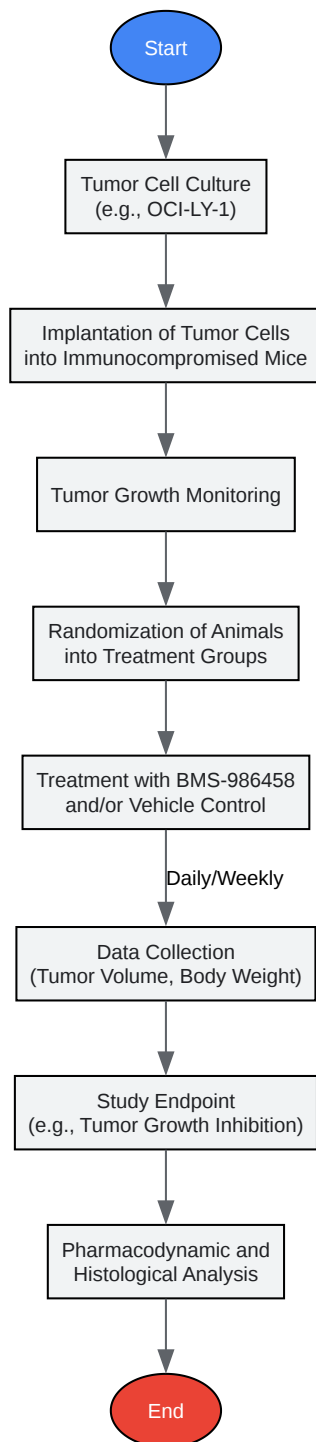 Start
Tumor Cell Culture
(e.g., OCI-LY-1)
Implantation of Tumor Cells
into Immunocompromised Mice
Tumor Growth Monitoring
Randomization of Animals
into Treatment Groups
Treatment with BMS-986458
and/or Vehicle Control
Daily/Weekly
Data Collection
(Tumor Volume, Body Weight)
Study Endpoint
(e.g., Tumor Growth Inhibition)
Pharmacodynamic and
Histological Analysis
End